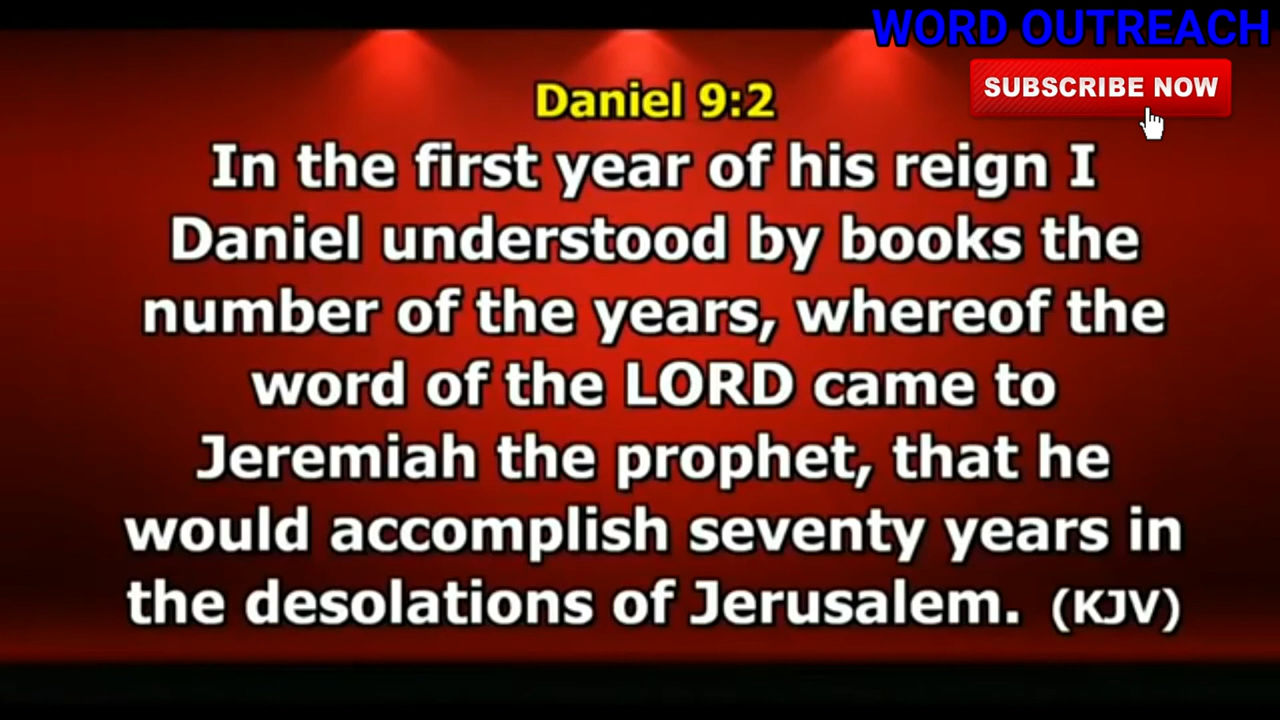 WORD OUTREACH
SUBSCRIBE NOW
Daniel 9:2
In the first year of his reign I
Daniel understood by books the
number of the years, whereof the
word of the LORD came to
Jeremiah the prophet, that he
would accomplish seventy years in
the desolations of Jerusalem. (KJV)